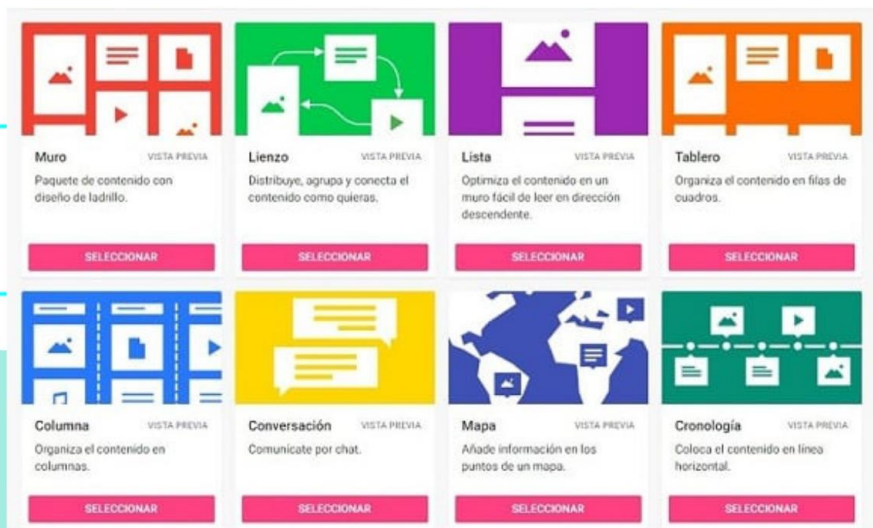 Muro VISTA PREVIA
Paquete de contenido con
diseño de ladrillo.
SELECCIONAR
Lienzo VISTA PREVIA
Distribuye, agrupa y conecta el
contenido como quieras.
SELECCIONAR
Lista VISTA PREVIA
Optimiza el contenido en un
muro fácil de leer en dirección
descendente.
SELECCIONAR
Tablero VISTA PREVIA
Organiza el contenido en filas de
cuadros.
SELECCIONAR
Columna VISTA PREVIA
Organiza el contenido en
columnas.
SELECCIONAR
Conversación VISTA PREVIA
Comunícate por chat.
SELECCIONAR
Mapa VISTA PREVIA
Añade información en los
puntos de un mapa.
SELECCIONAR
Cronología VISTA PREVIA
Coloca el contenido en línea
horizontal.
SELECCIONAR